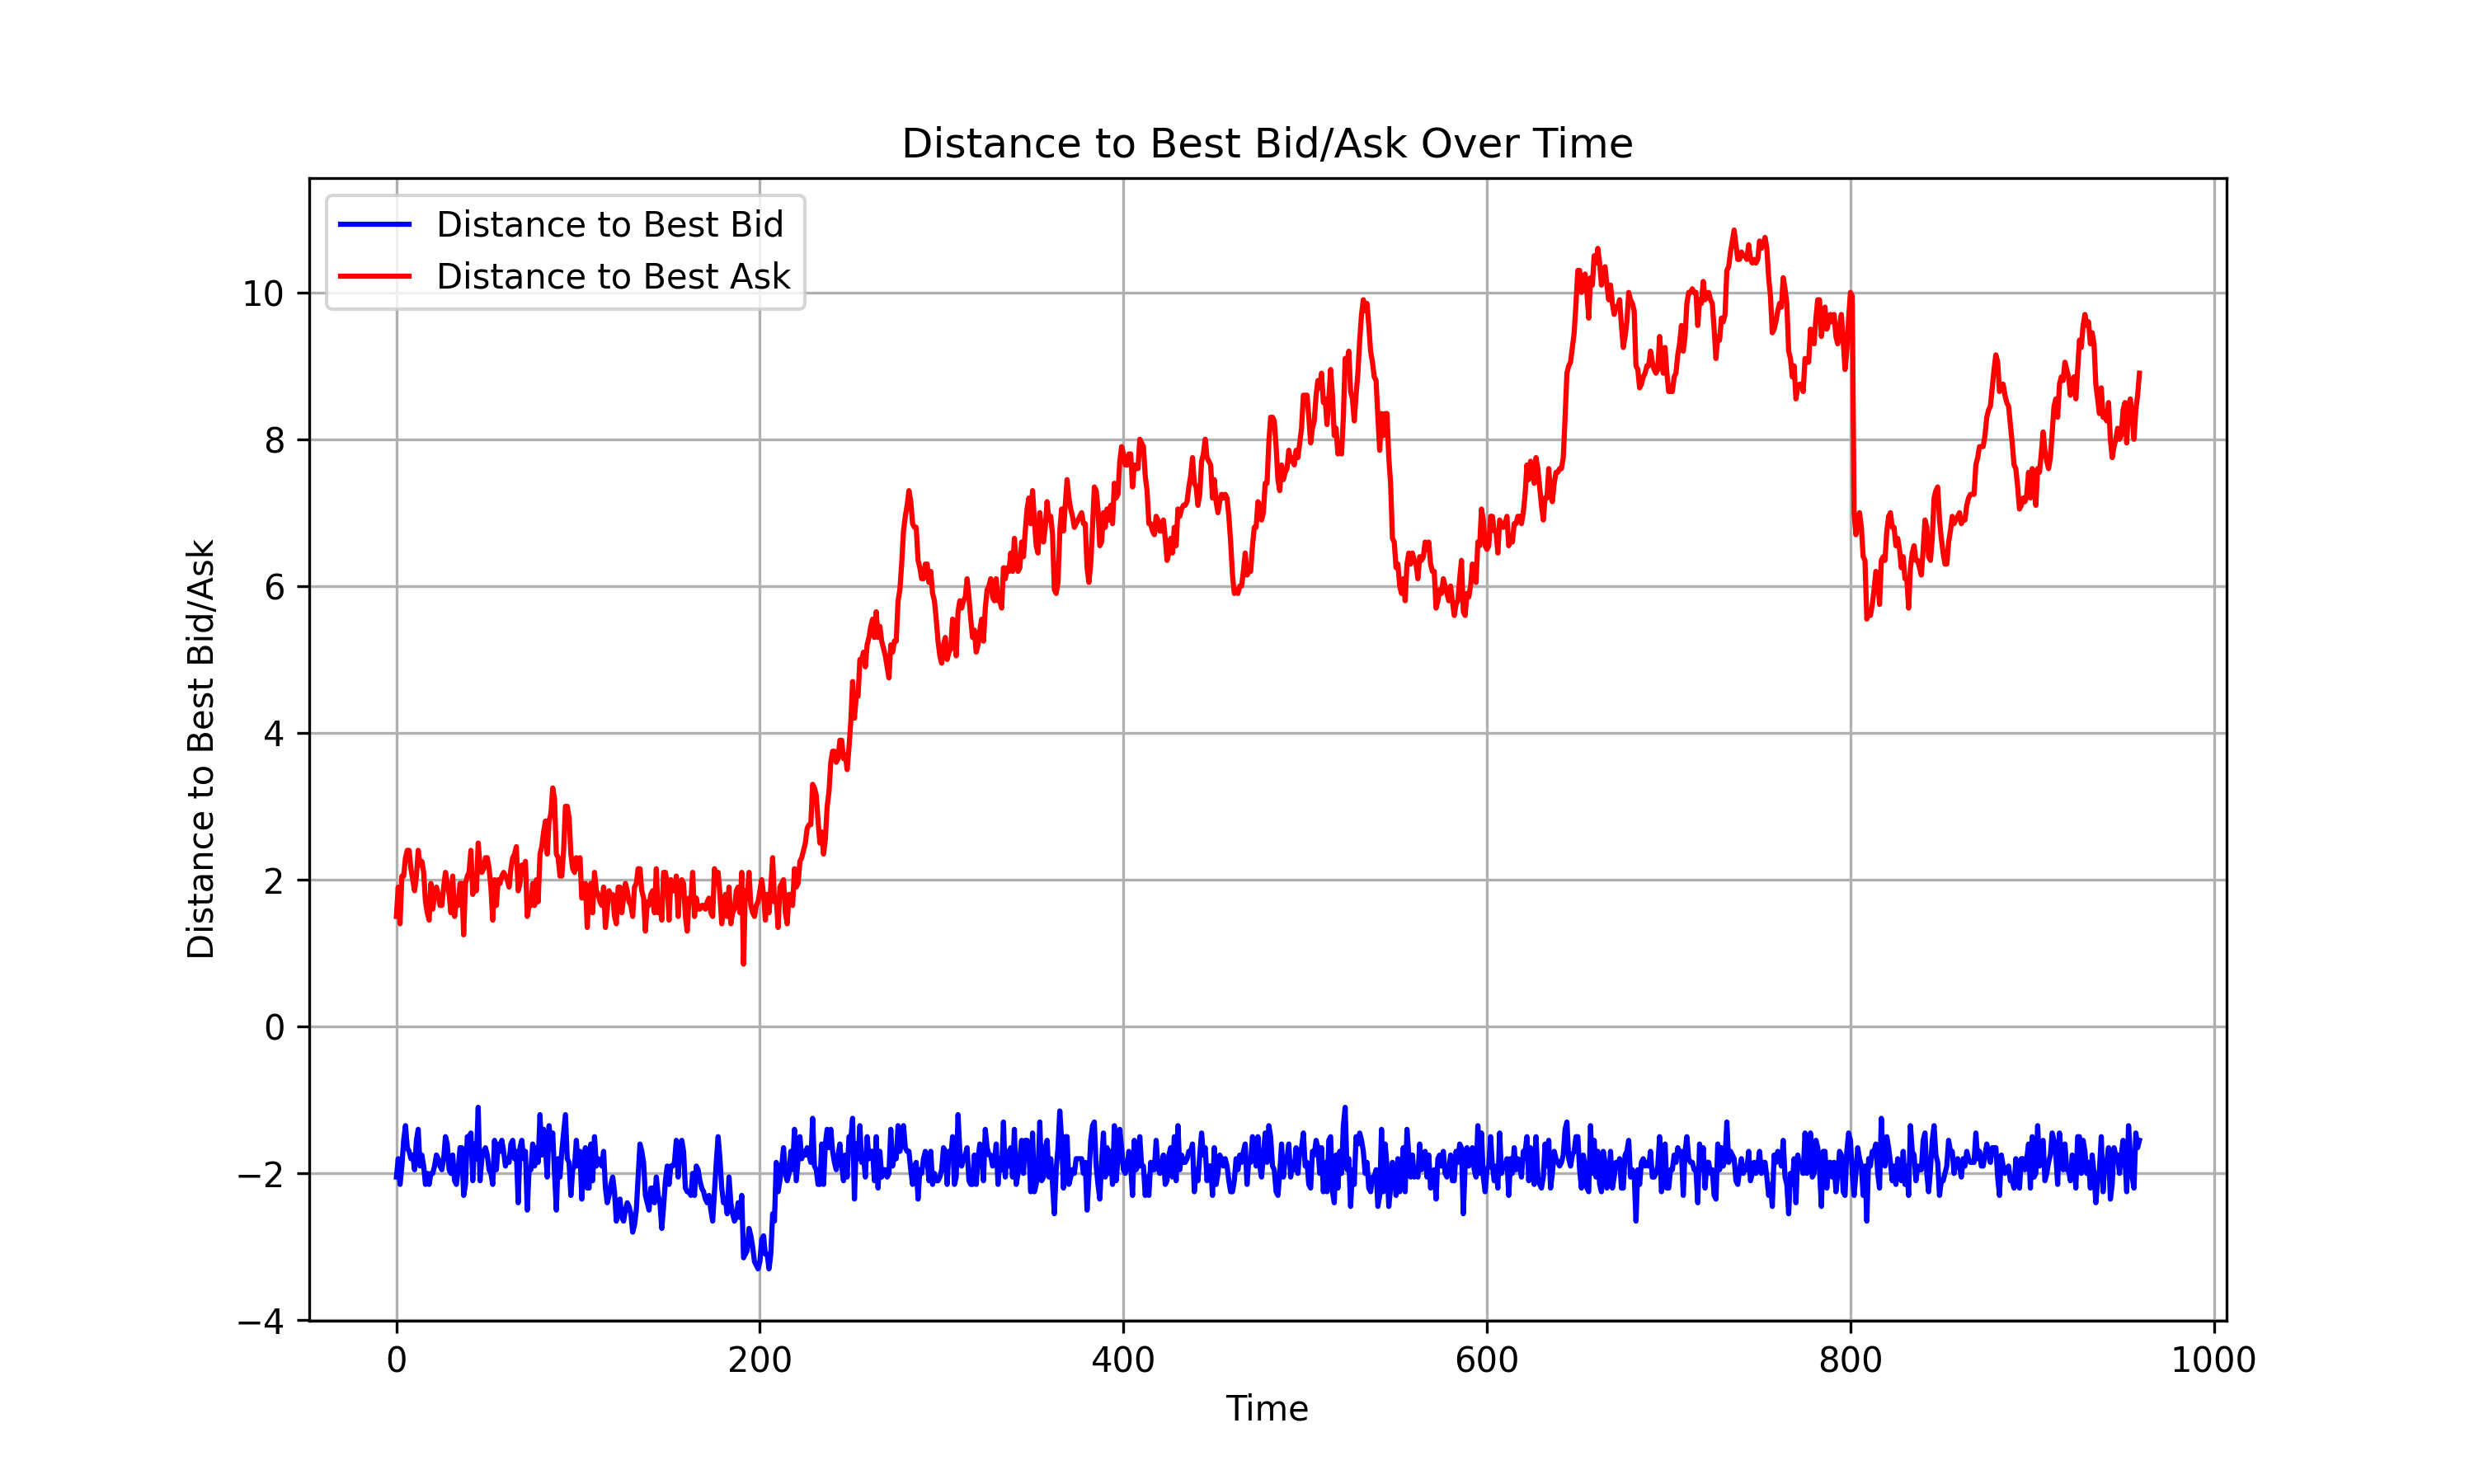 Distance to Best Bid/Ask Over Time
Distance to Best Bid
Distance to Best Ask
Distance to Best Bid/Ask
10
8
6
4
2
0
−2
−4
0 200 400 600 800 1000
Time